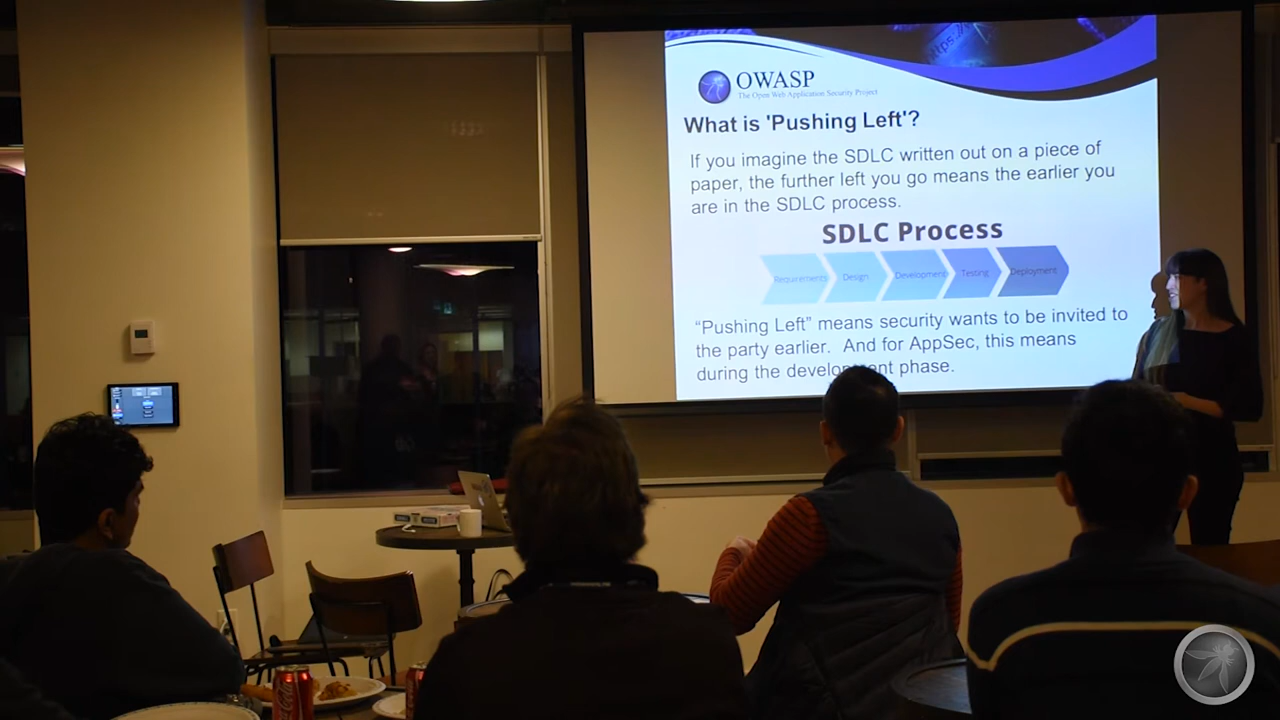 OWASP
The Open Web Application Security Project
What is 'Pushing Left'?
If you imagine the SDLC written out on a piece of
paper, the further left you go means the earlier you
are in the SDLC process.
SDLC Process
Requirements Design Development Testing Deployment
“Pushing Left” means security wants to be invited to
the party earlier. And for AppSec, this means
during the development phase.